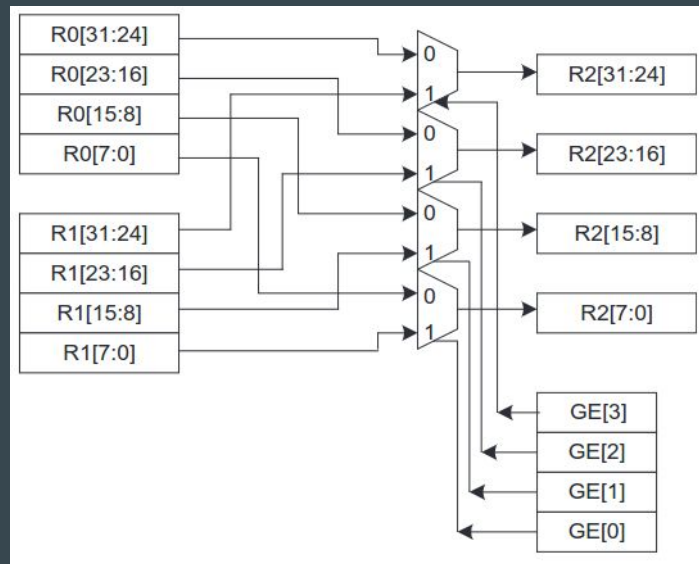 R0[31:24]
R0[23:16]
R0[15:8]
R0[7:0]
R1[31:24]
R1[23:16]
R1[15:8]
R1[7:0]
0
1
0
1
0
1
0
1
R2[31:24]
R2[23:16]
R2[15:8]
R2[7:0]
GE[3]
GE[2]
GE[1]
GE[0]